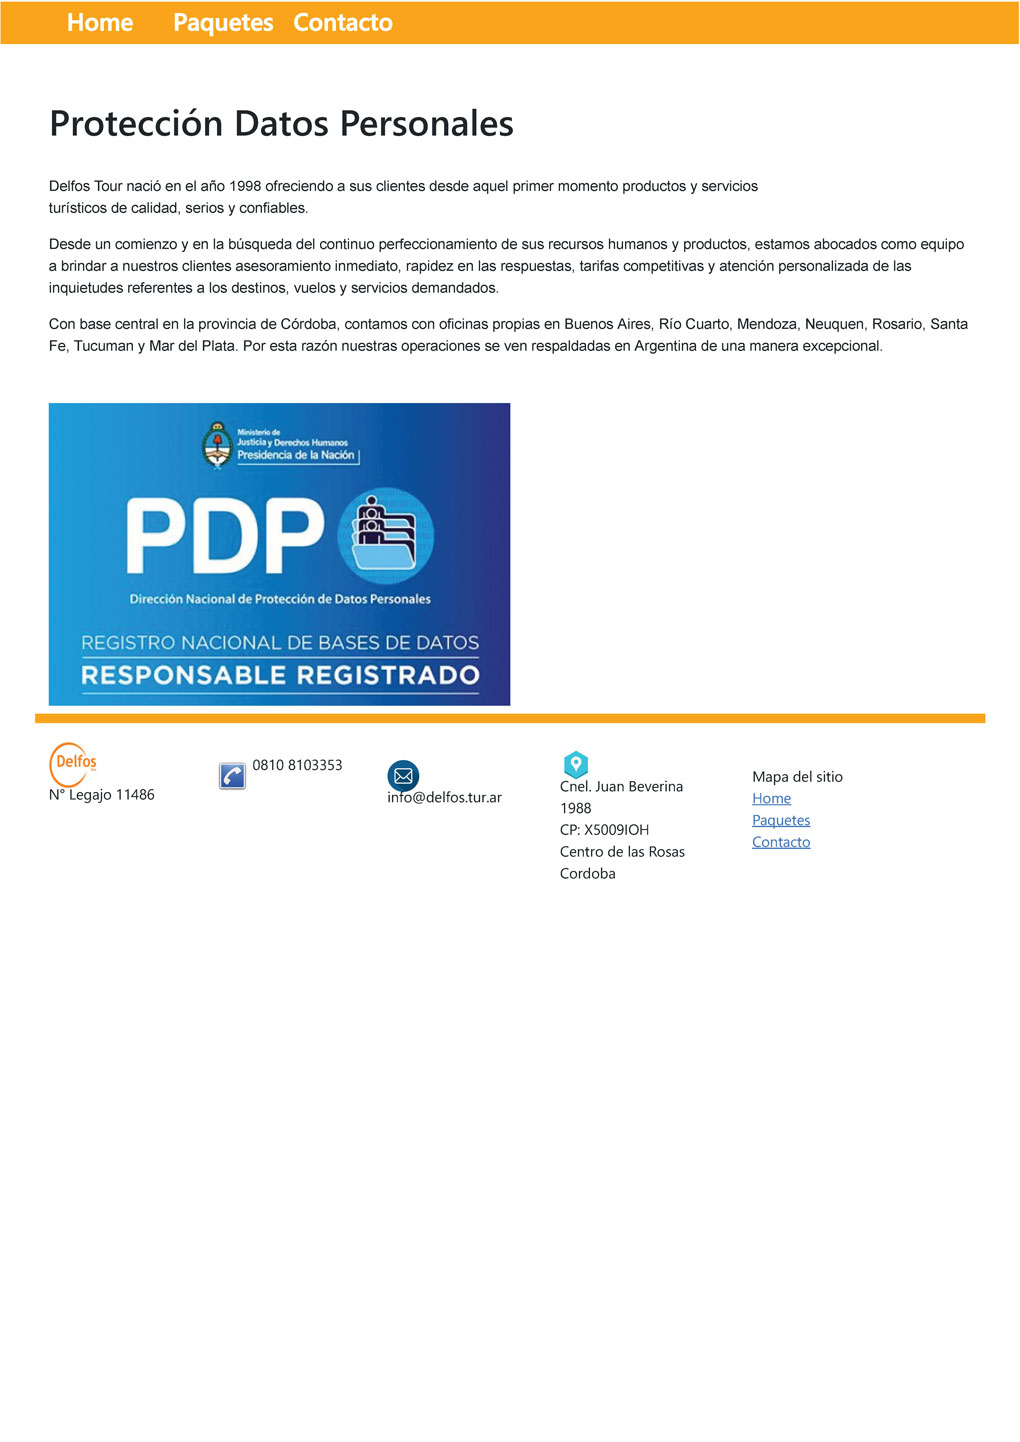 Home Paquetes Contacto
Protección Datos Personales
Delfos Tour nació en el año 1998 ofreciendo a sus clientes desde aquel primer momento productos y servicios
turísticos de calidad, serios y confiables.
Desde un comienzo y en la búsqueda del continuo perfeccionamiento de sus recursos humanos y productos, estamos abocados como equipo
a brindar a nuestros clientes asesoramiento inmediato, rapidez en las respuestas, tarifas competitivas y atención personalizada de las
inquietudes referentes a los destinos, vuelos y servicios demandados.
Con base central en la provincia de Córdoba, contamos con oficinas propias en Buenos Aires, Río Cuarto, Mendoza, Neuquen, Rosario, Santa
Fe, Tucuman y Mar del Plata. Por esta razón nuestras operaciones se ven respaldadas en Argentina de una manera excepcional.
Ministerio de
Justicia y Derechos Humanos
Presidencia de la Nación
PDP
Dirección Nacional de Protección de Datos Personales
REGISTRO NACIONAL DE BASES DE DATOS
RESPONSABLE REGISTRADO
Delfos
N° Legajo 11486
0810 8103353
info@delfos.tur.ar
Cnel. Juan Beverina
1988
CP: X5009IOH
Centro de las Rosas
Cordoba
Mapa del sitio
Home
Paquetes
Contacto